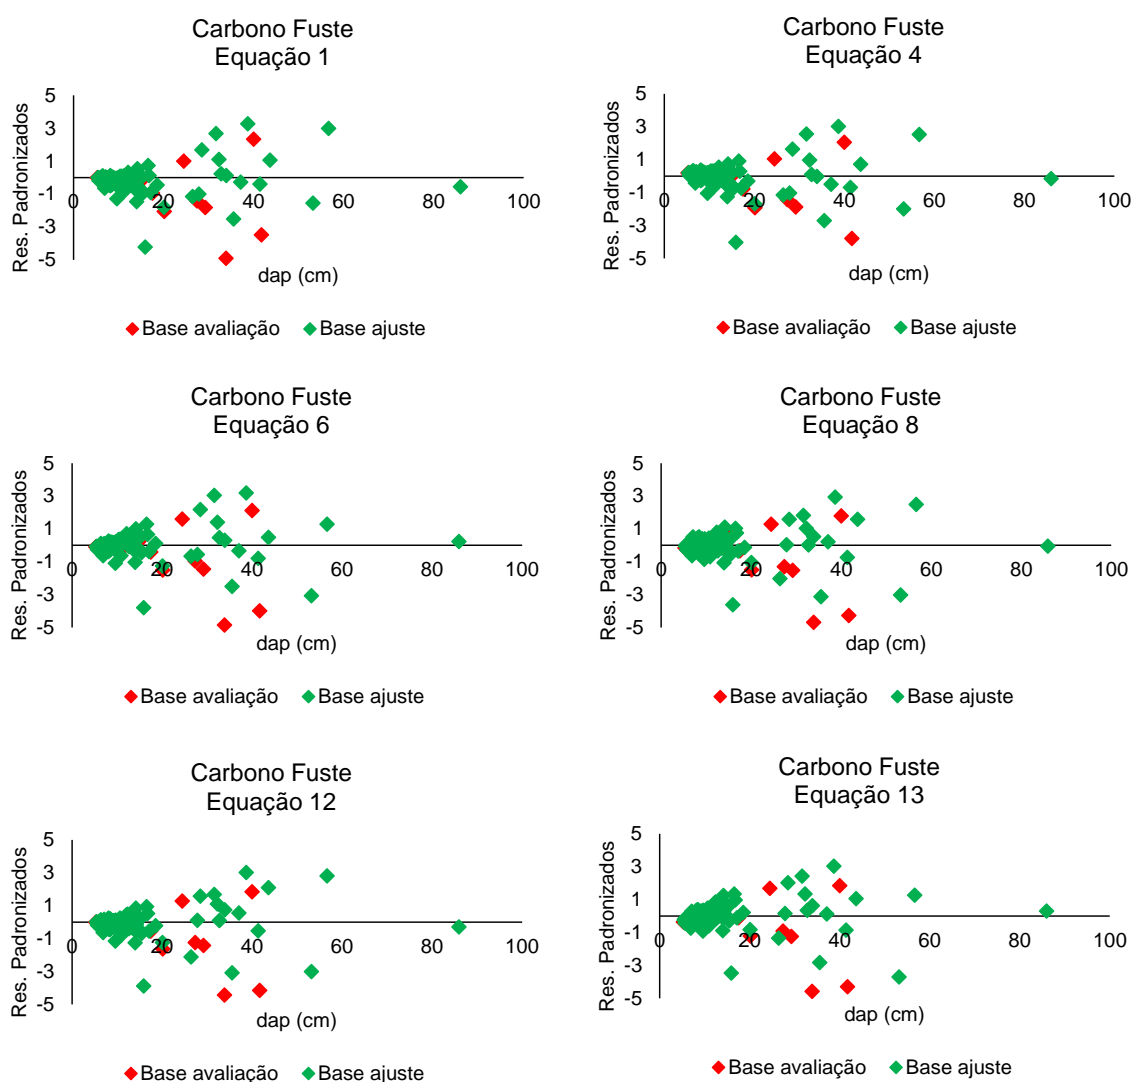 Carbono Fuste
Equação 1
Res. Padronizados
5
3
1
-1
-3
-5
0
20
40
60
80
100
dap (cm)
Base avaliação
Base ajuste
Carbono Fuste
Equação 4
Res. Padronizados
5
3
1
-1
-3
-5
0
20
40
60
80
100
dap (cm)
Base avaliação
Base ajuste
Carbono Fuste
Equação 6
Res. Padronizados
5
3
1
-1
-3
-5
0
20
40
60
80
100
dap (cm)
Base avaliação
Base ajuste
Carbono Fuste
Equação 8
Res. Padronizados
5
3
1
-1
-3
-5
0
20
40
60
80
100
dap (cm)
Base avaliação
Base ajuste
Carbono Fuste
Equação 12
Res. Padronizados
5
3
1
-1
-3
-5
0
20
40
60
80
100
dap (cm)
Base avaliação
Base ajuste
Carbono Fuste
Equação 13
Res. Padronizados
5
3
1
-1
-3
-5
0
20
40
60
80
100
dap (cm)
Base avaliação
Base ajuste